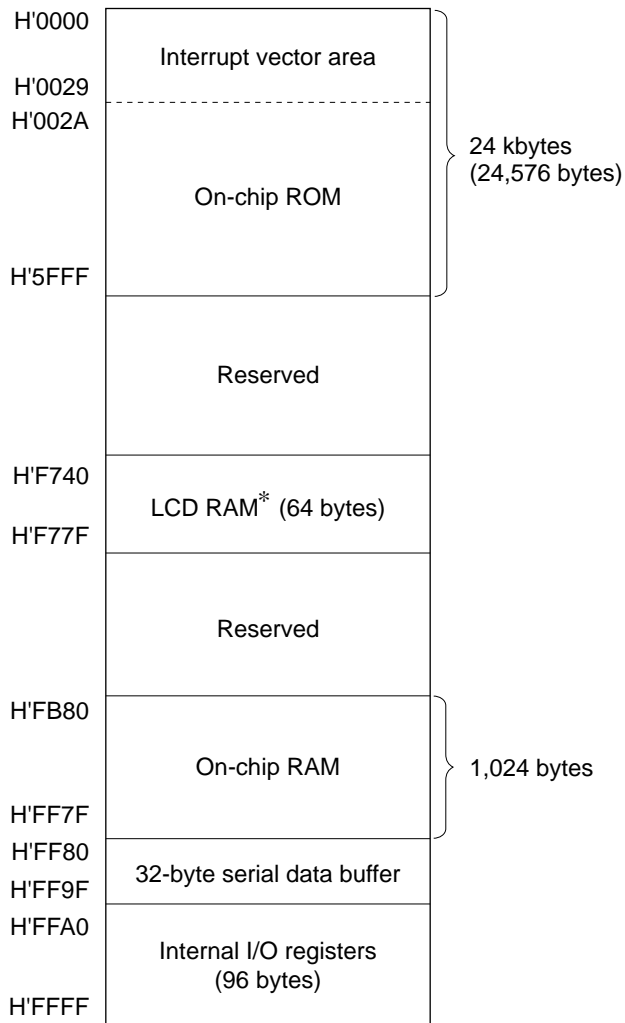 H'0000
Interrupt vector area
H'0029
H'002A
24 kbytes
(24,576 bytes)
On-chip ROM
H'5FFF
Reserved
H'F740
LCD RAM* (64 bytes)
H'F77F
Reserved
H'FB80
On-chip RAM
1,024 bytes
H'FF7F
H'FF80
32-byte serial data buffer
H'FF9F
H'FFA0
Internal I/O registers
(96 bytes)
H'FFFF